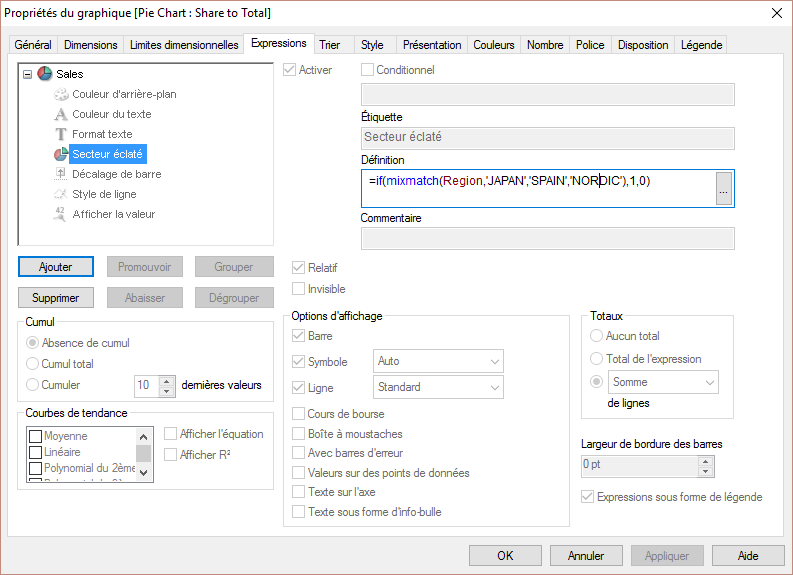 Propriétés du graphique [Pie Chart : Share to Total]
Général Dimensions Limites dimensionnelles Expressions Trier Style Présentation Couleurs Nombre Police Disposition Légende
Sales
Couleur d'arrière-plan
Couleur du texte
Format texte
Secteur éclaté
Décalage de barre
Style de ligne
Afficher la valeur
Activer
Conditionnel
Étiquette
Secteur éclaté
Définition
=if(mixmatch(Region,'JAPAN','SPAIN','NORDIC'),1,0)
...
Commentaire
Ajouter Promouvoir Grouper
Supprimer Abaisser Dégrouper
Relatif
Invisible
Cumul
Absence de cumul
Cumul total
Cumuler 10 dernières valeurs
Courbes de tendance
Moyenne
Linéaire
Polynomial du 2ème
Afficher l'équation
Afficher R²
Options d'affichage
Barre
Symbole Auto
Ligne Standard
Cours de bourse
Boîte à moustaches
Avec barres d'erreur
Valeurs sur des points de données
Texte sur l'axe
Texte sous forme d'info-bulle
Totaux
Aucun total
Total de l'expression
Somme
de lignes
Largeur de bordure des barres
0 pt
Expressions sous forme de légende
OK Annuler Appliquer Aide